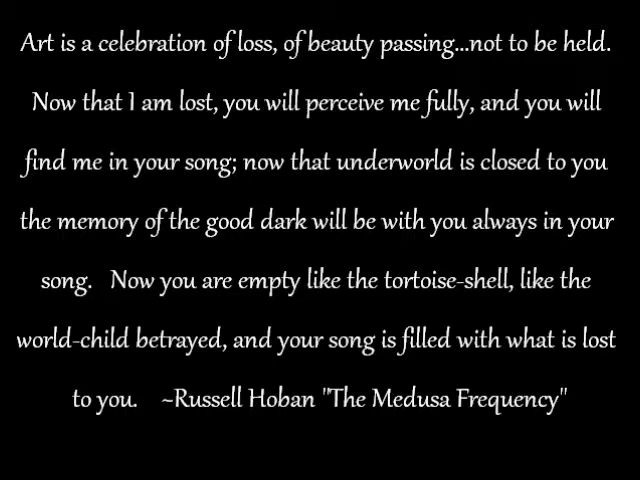 Art is a celebration of loss, of beauty passing...not to be held.
Now that I am lost, you will perceive me fully, and you will
find me in your song; now that underworld is closed to you
the memory of the good dark will be with you always in your
song.   Now you are empty like the tortoise-shell, like the
world-child betrayed, and your song is filled with what is lost
to you.    ~Russell Hoban "The Medusa Frequency"